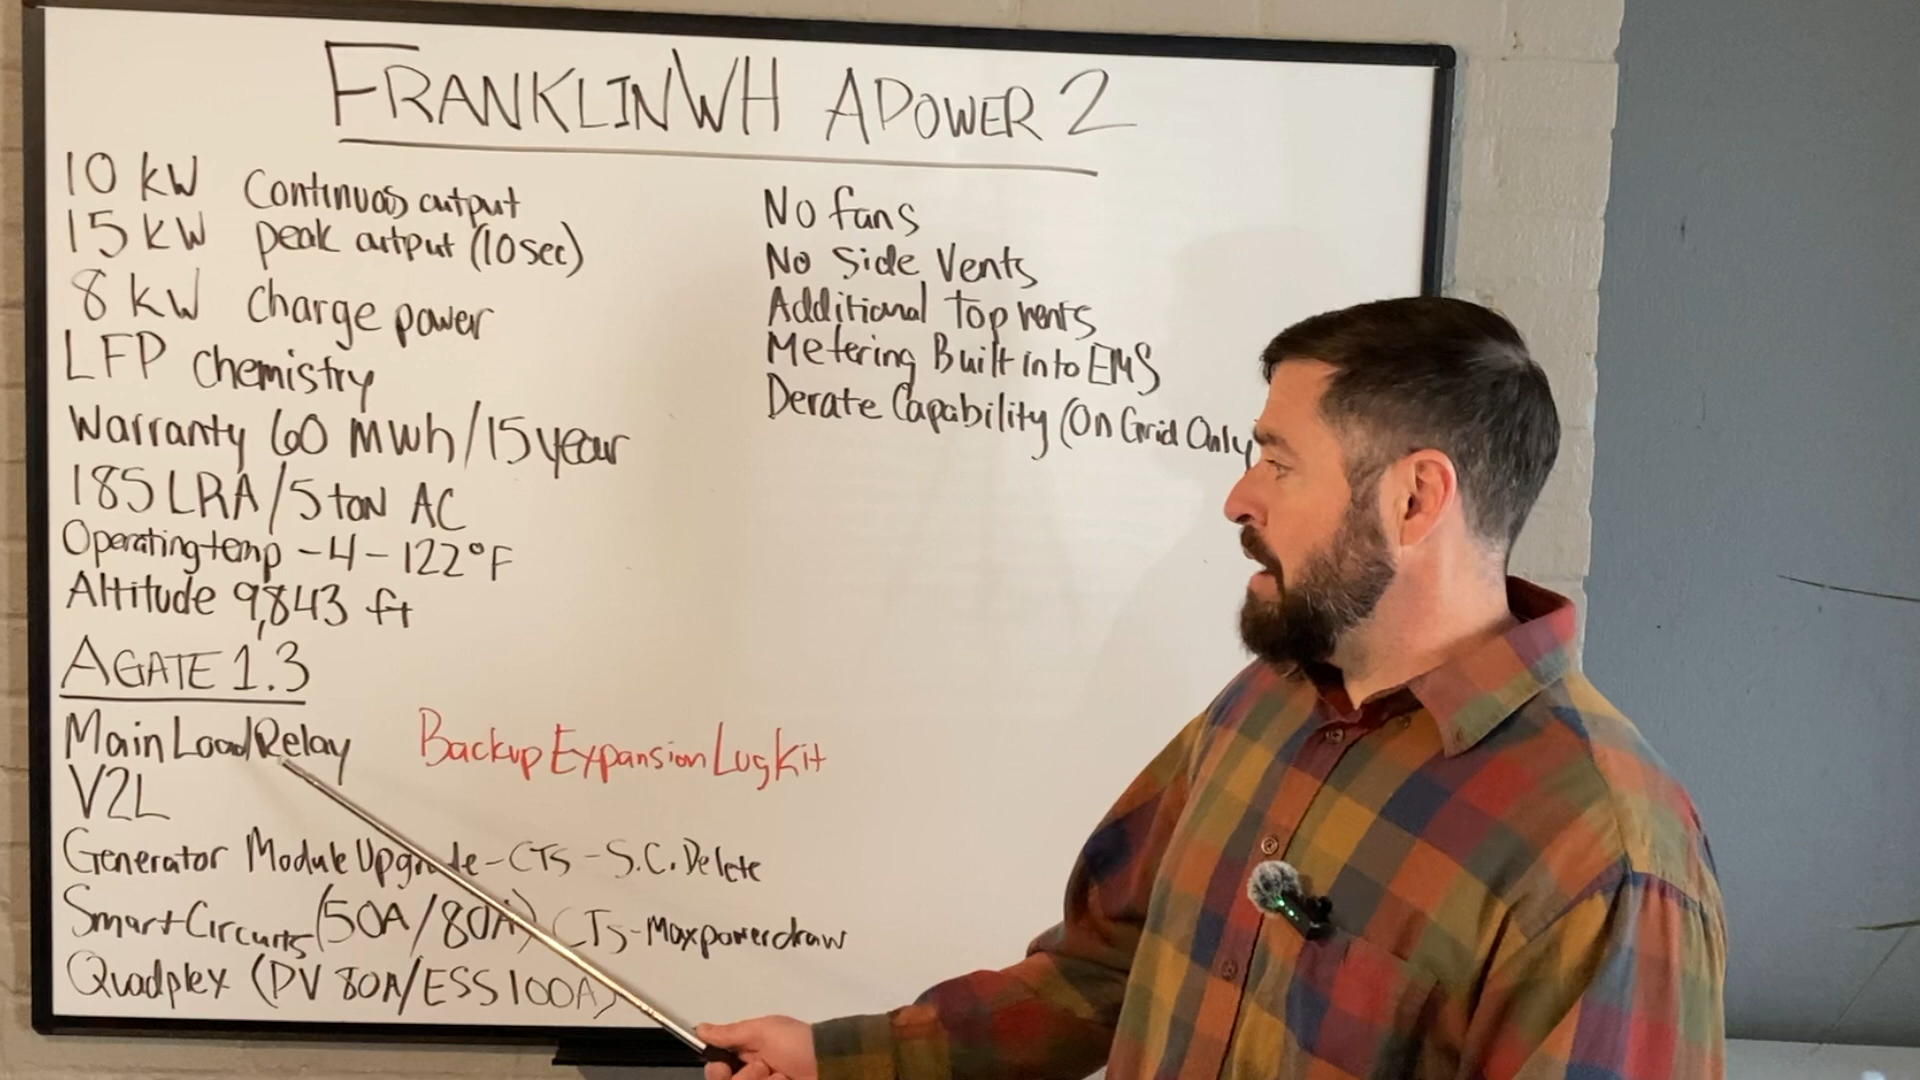 FRANKLINWH APOWER 2
10 kW Continuous output
15 kW peak output (10 sec)
8 kW Charge power
LFP Chemistry
Warranty 60 MWh/15 year
185 LRA/5 ton AC
Operating temp -4 - 122°F
Altitude 9,843 ft
No fans
No Side Vents
Additional Top vents
Metering Built into EMS
Derate Capability (On Grid Only
AGATE 1.3
Main Load Relay Backup Expansion Lug Kit
V2L
Generator Module Upgrade - CTS - S.C. Delete
Smart Circuits (50A/80A) CTs - Max power draw
Quadplex (PV 80A/ESS 100A)